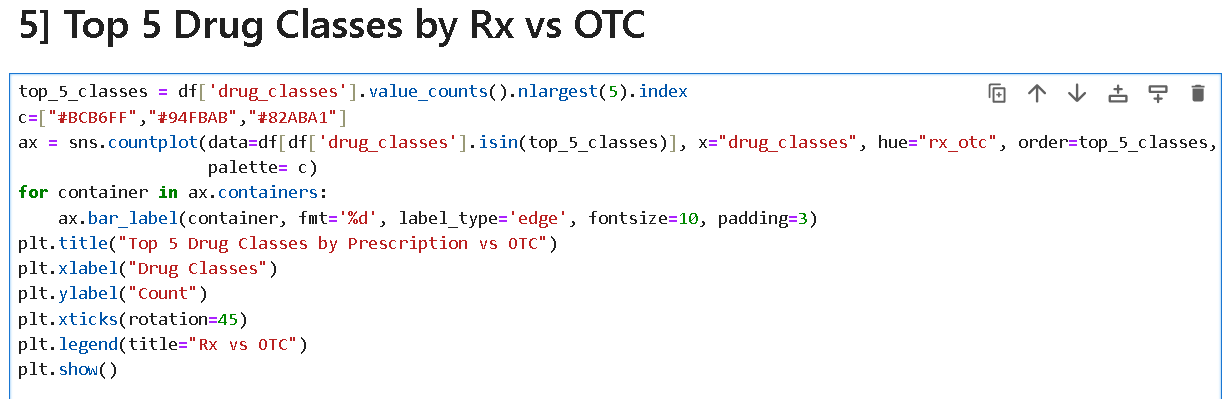 5] Top 5 Drug Classes by Rx vs OTC
top_5_classes = df['drug_classes'].value_counts().nlargest(5).index
c=["#BCB6FF","#94FBAB","#82ABA1"]
ax = sns.countplot(data=df[df['drug_classes'].isin(top_5_classes)], x="drug_classes", hue="rx_otc", order=top_5_classes,
                   palette= c)
for container in ax.containers:
    ax.bar_label(container, fmt='%d', label_type='edge', fontsize=10, padding=3)
plt.title("Top 5 Drug Classes by Prescription vs OTC")
plt.xlabel("Drug Classes")
plt.ylabel("Count")
plt.xticks(rotation=45)
plt.legend(title="Rx vs OTC")
plt.show()